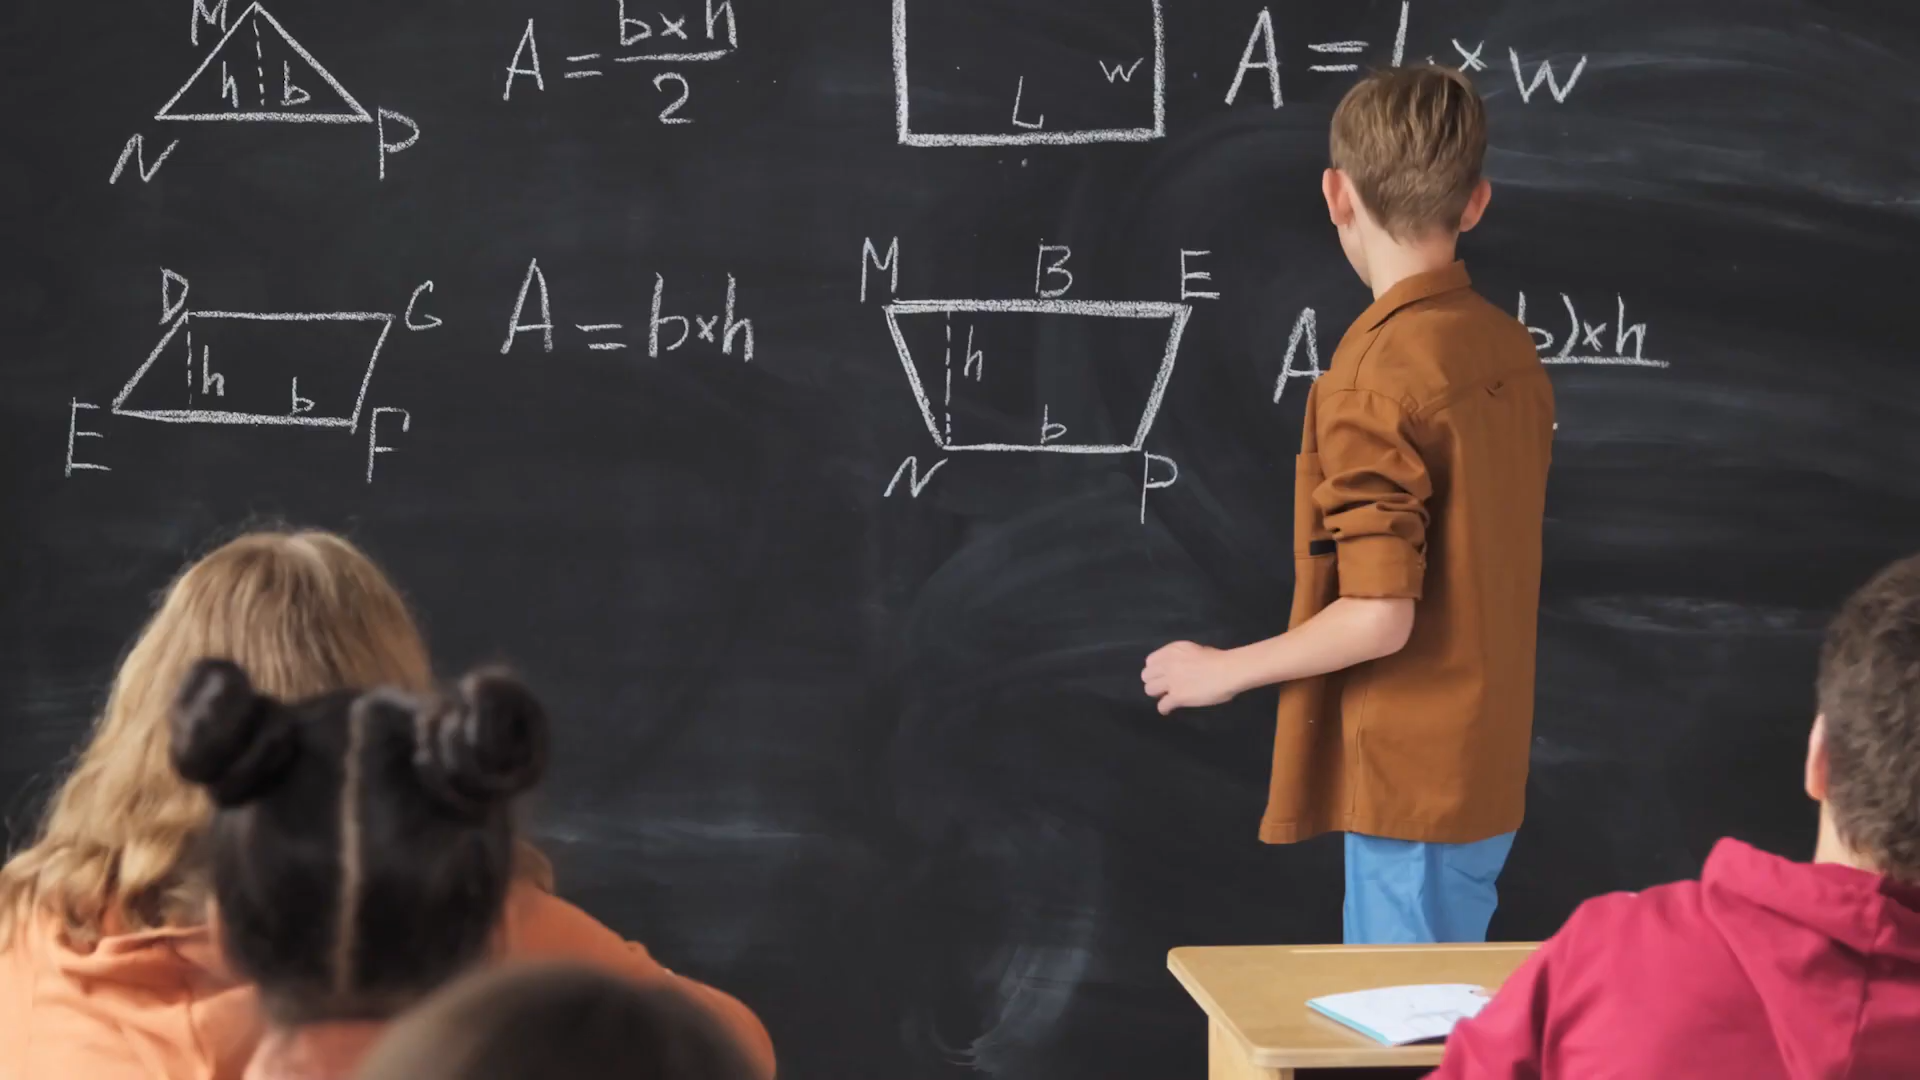 M
h b
N P
A = b×h
2
L w
A = L × w
D G
h b
E F
A = b×h
M B E
h
b
N P
A b)×h